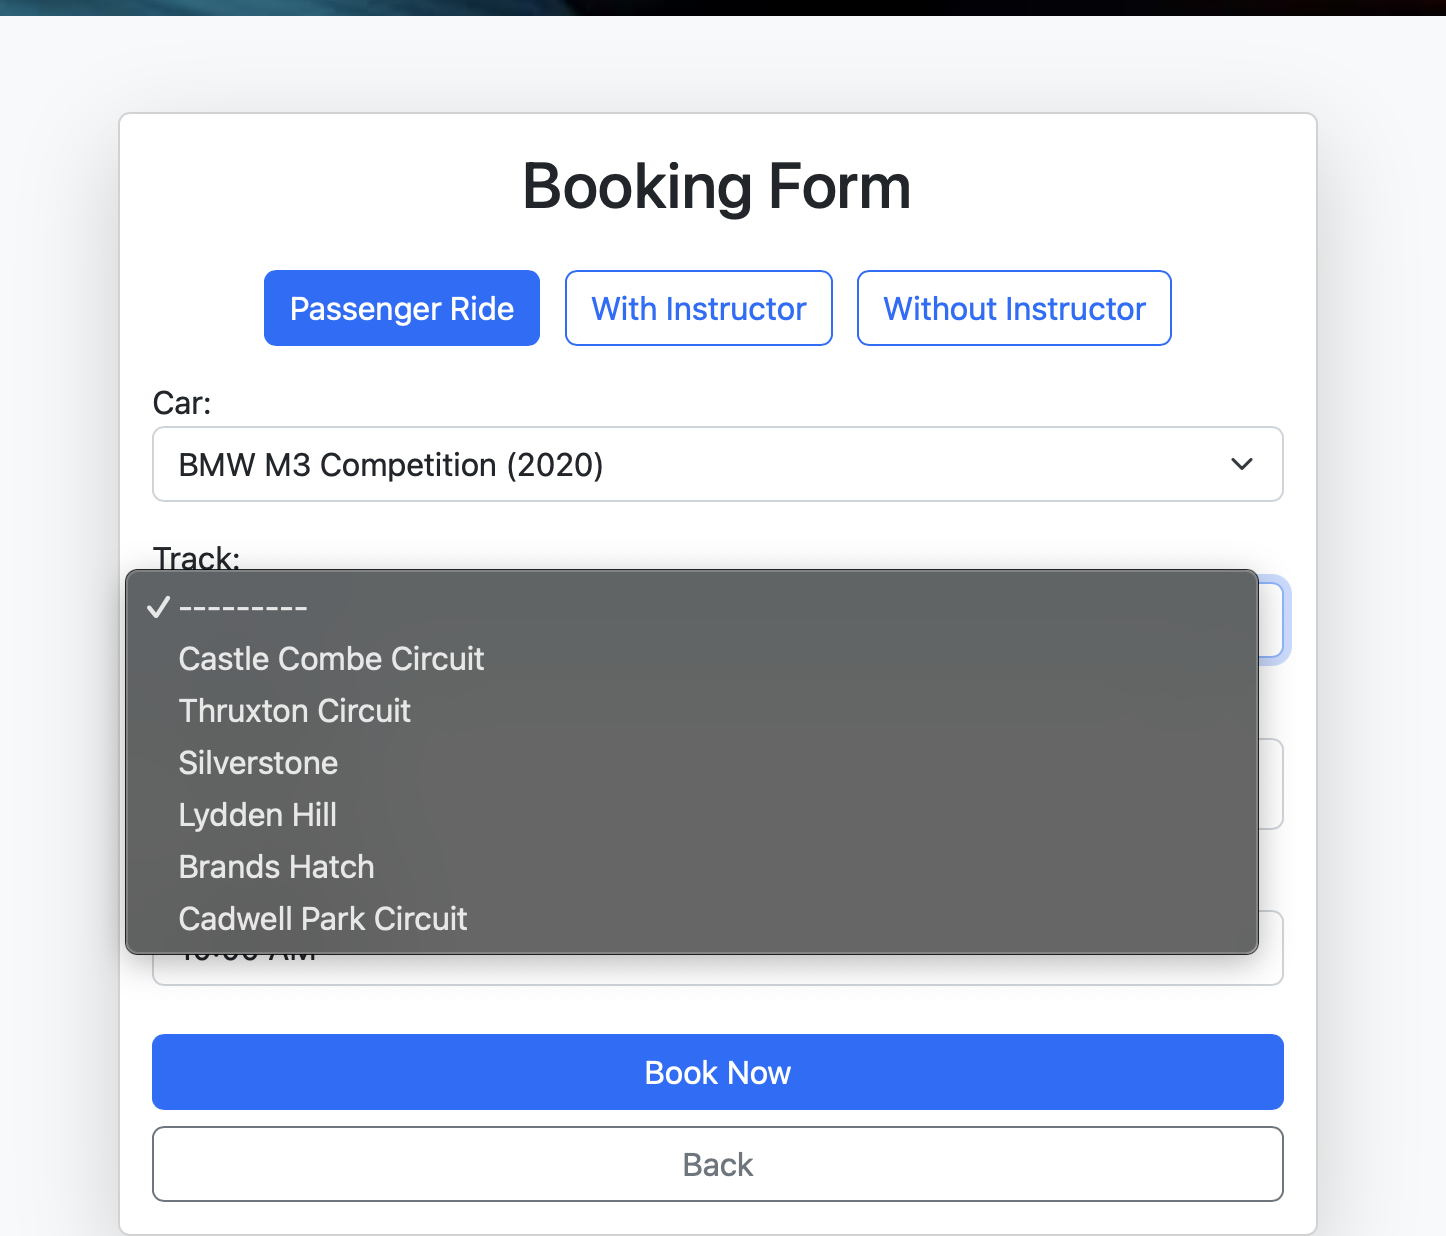 Booking Form
Passenger Ride With Instructor Without Instructor
Car:
BMW M3 Competition (2020)
Track:
✓ ---------
Castle Combe Circuit
Thruxton Circuit
Silverstone
Lydden Hill
Brands Hatch
Cadwell Park Circuit
AM
Book Now
Back